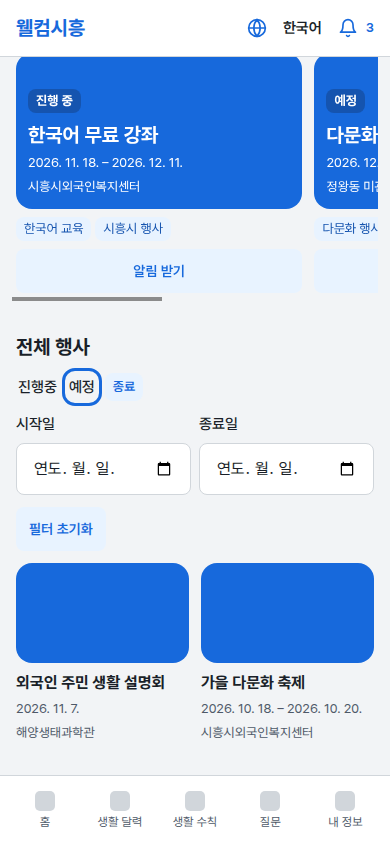 웰컴시흥
한국어
3
진행 중
한국어 무료 강좌
2026. 11. 18. – 2026. 12. 11.
시흥시외국인복지센터
예정
다문화
2026. 12.
정왕동 미
한국어 교육
시흥시 행사
다문화 행사
알림 받기
전체 행사
진행중
예정
종료
시작일
종료일
연도. 월. 일.
연도. 월. 일.
필터 초기화
외국인 주민 생활 설명회
2026. 11. 7.
해양생태과학관
가을 다문화 축제
2026. 10. 18. – 2026. 10. 20.
시흥시외국인복지센터
홈
생활 달력
생활 수칙
질문
내 정보